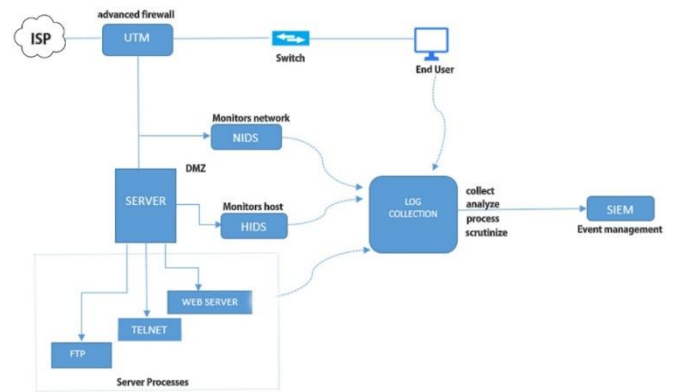 advanced firewall
ISP
UTM
Switch
End User
Monitors network
NIDS
DMZ
SERVER
Monitors host
HIDS
LOG
COLLECTION
collect
analyze
process
scrutinize
SIEM
Event management
WEB SERVER
TELNET
FTP
Server Processes